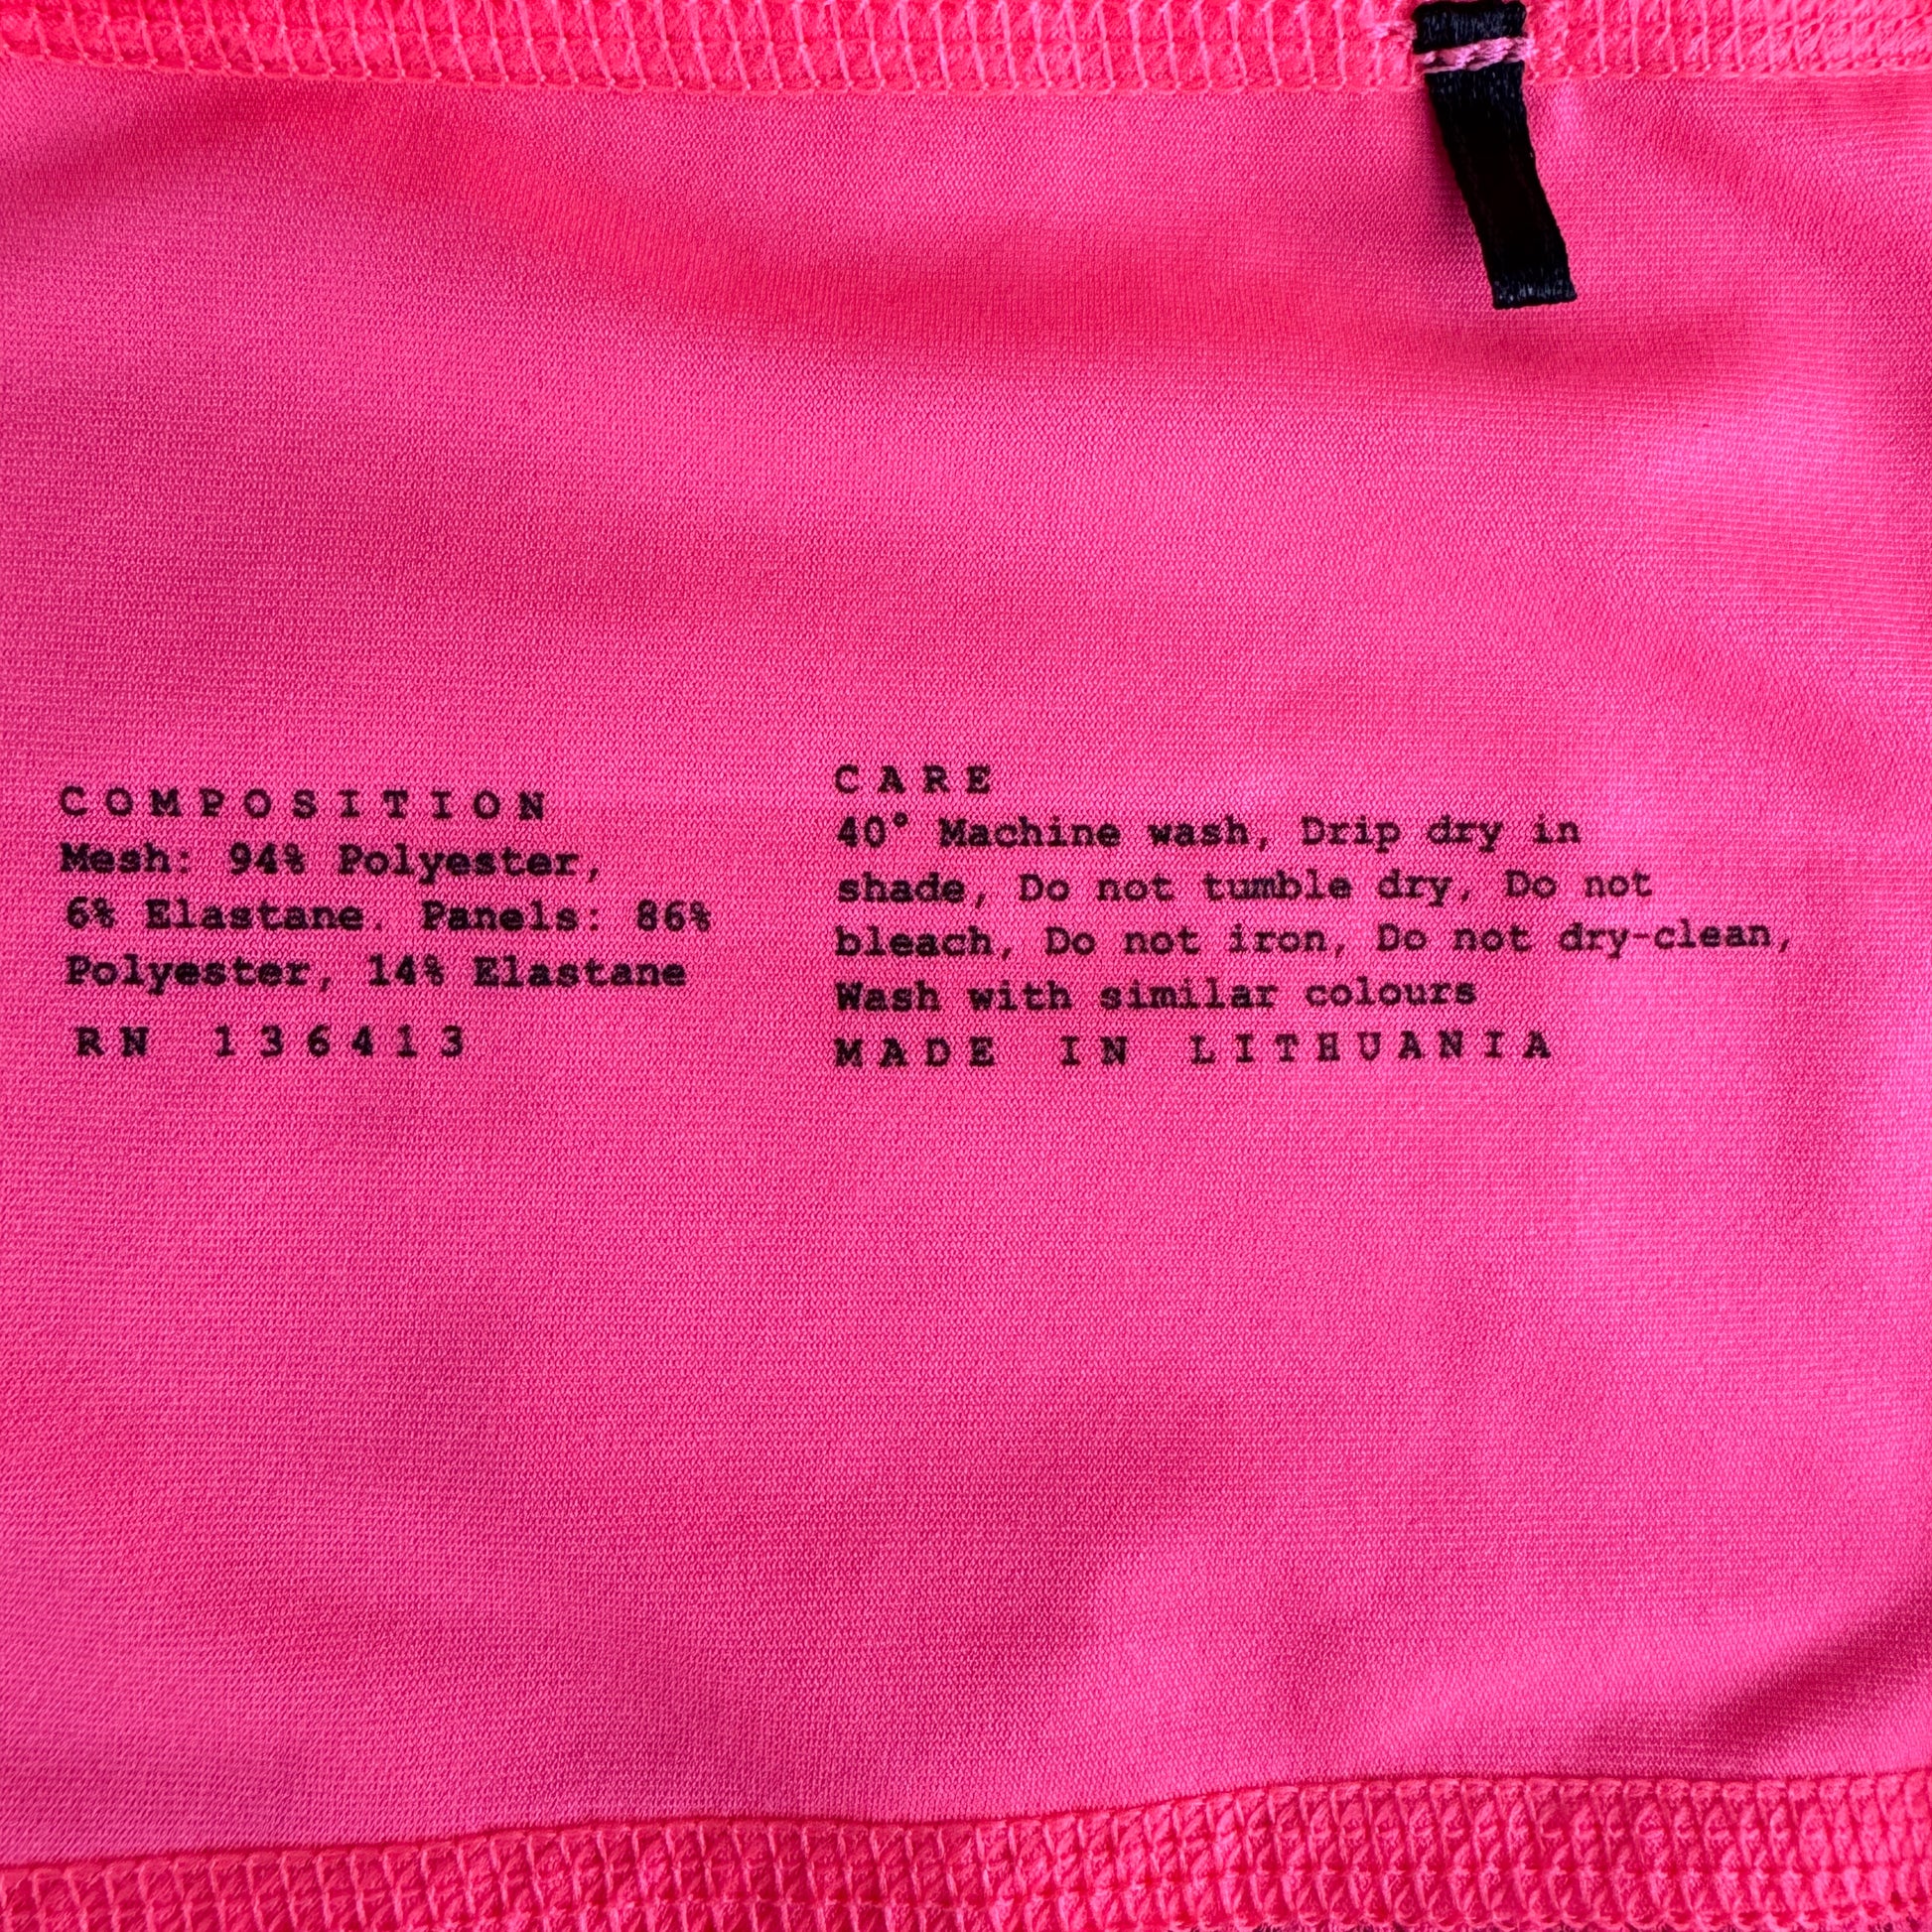 COMPOSITION
Mesh: 94% Polyester,
6% Elastane. Panels: 86%
Polyester, 14% Elastane
RN 136413
CARE
40° Machine wash, Drip dry in
shade, Do not tumble dry, Do not
bleach, Do not iron, Do not dry-clean,
Wash with similar colours
MADE IN LITHUANIA